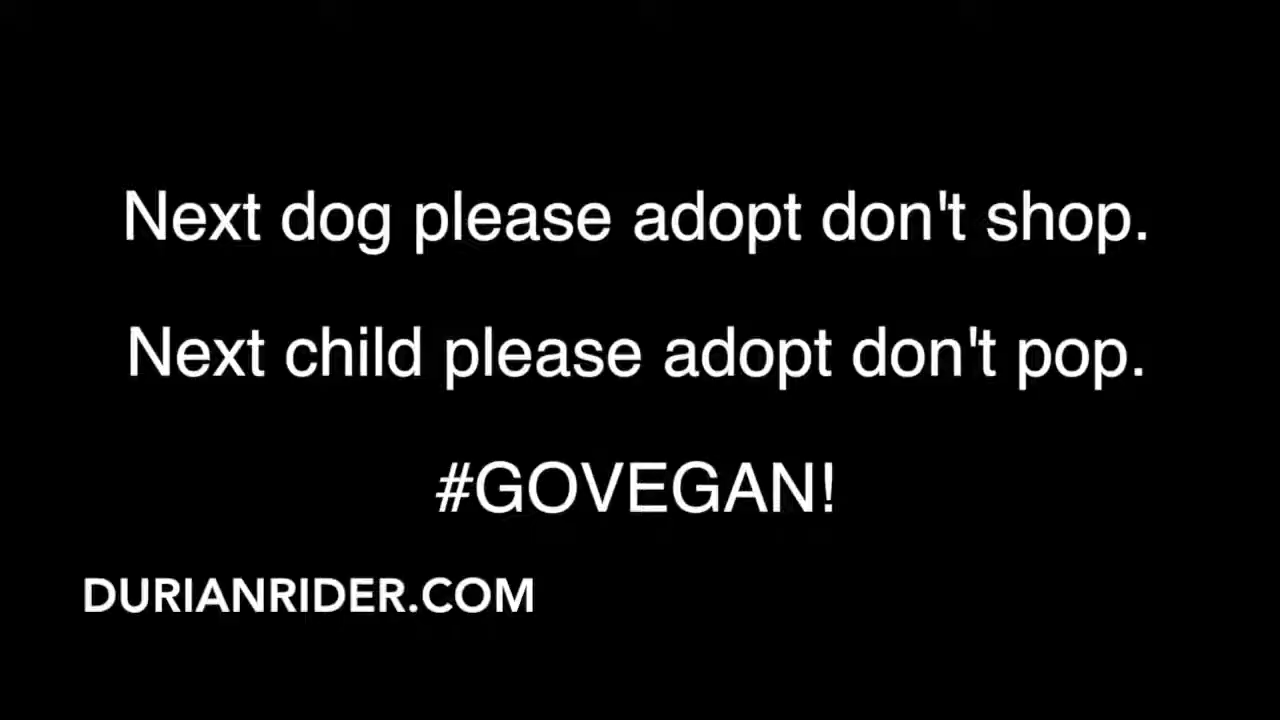 Next dog please adopt don't shop.
Next child please adopt don't pop.
#GOVEGAN!
DURIANRIDER.COM